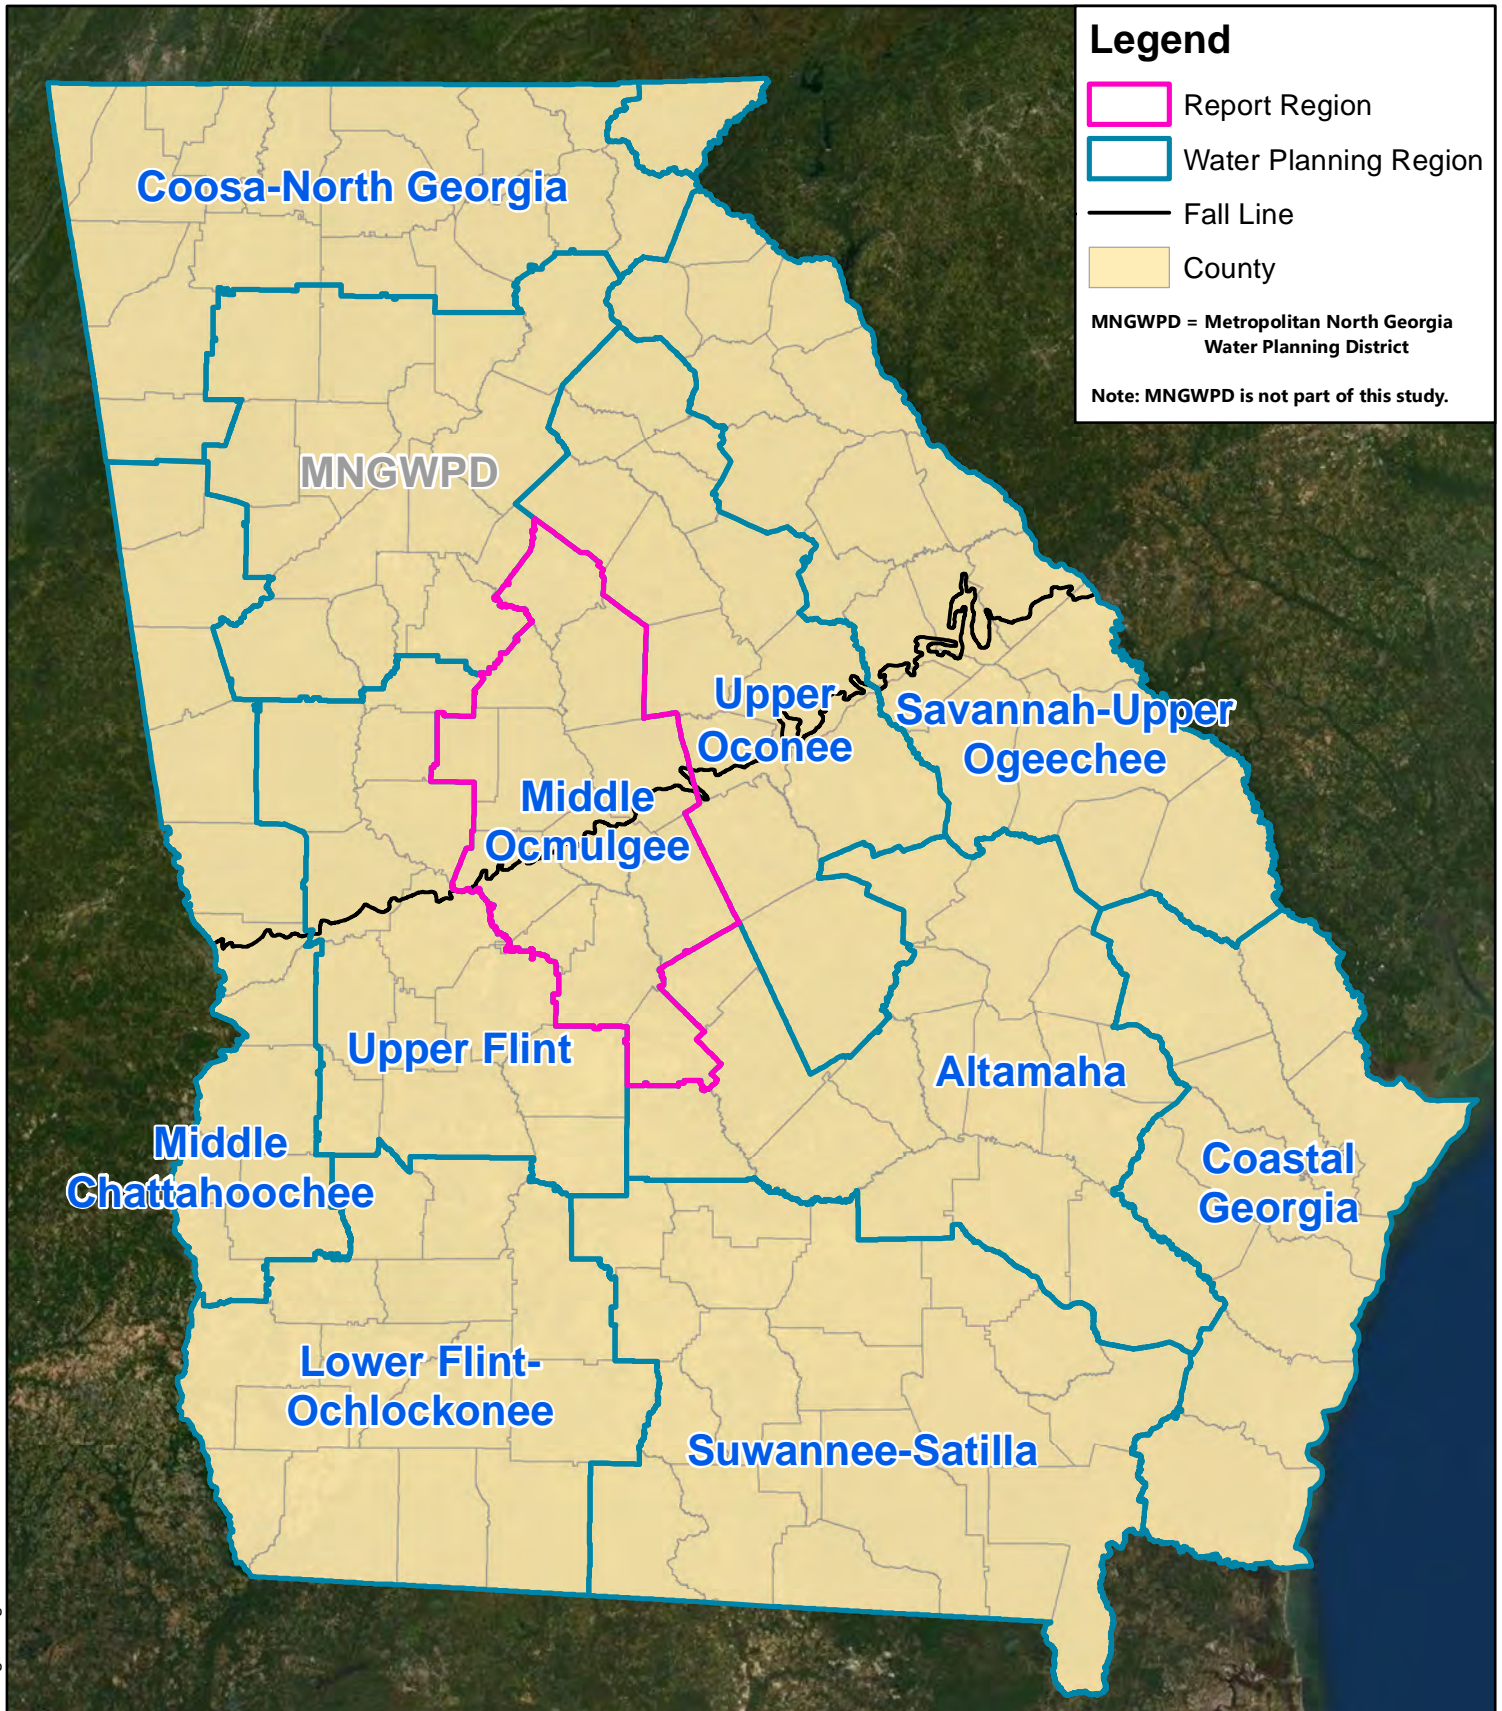 Legend
Report Region
Water Planning Region
Fall Line
County
MNGWPD = Metropolitan North Georgia
Water Planning District
Note: MNGWPD is not part of this study.
Coosa-North Georgia
MNGWPD
Upper
Oconee
Savannah-Upper
Ogeechee
Middle
Ocmulgee
Upper Flint
Altamaha
Middle
Chattahoochee
Coastal
Georgia
Lower Flint-
Ochlockonee
Suwannee-Satilla